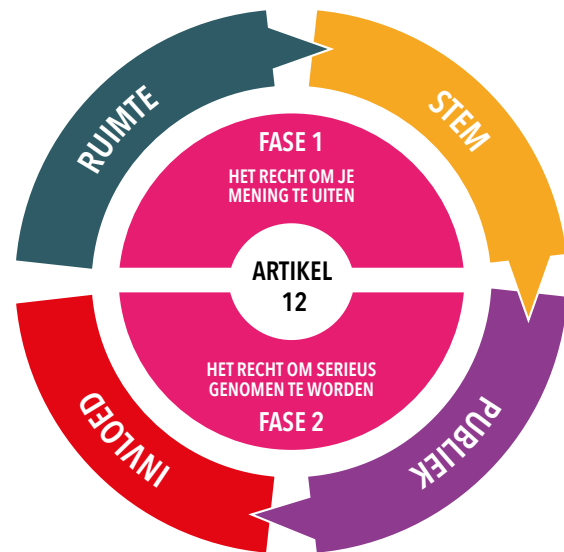 RUIMTE
STEM
FASE 1
HET RECHT OM JE
MENING TE UITEN
ARTIKEL
12
HET RECHT OM SERIEUS
GENOMEN TE WORDEN
FASE 2
INVLOED
PUBLIEK